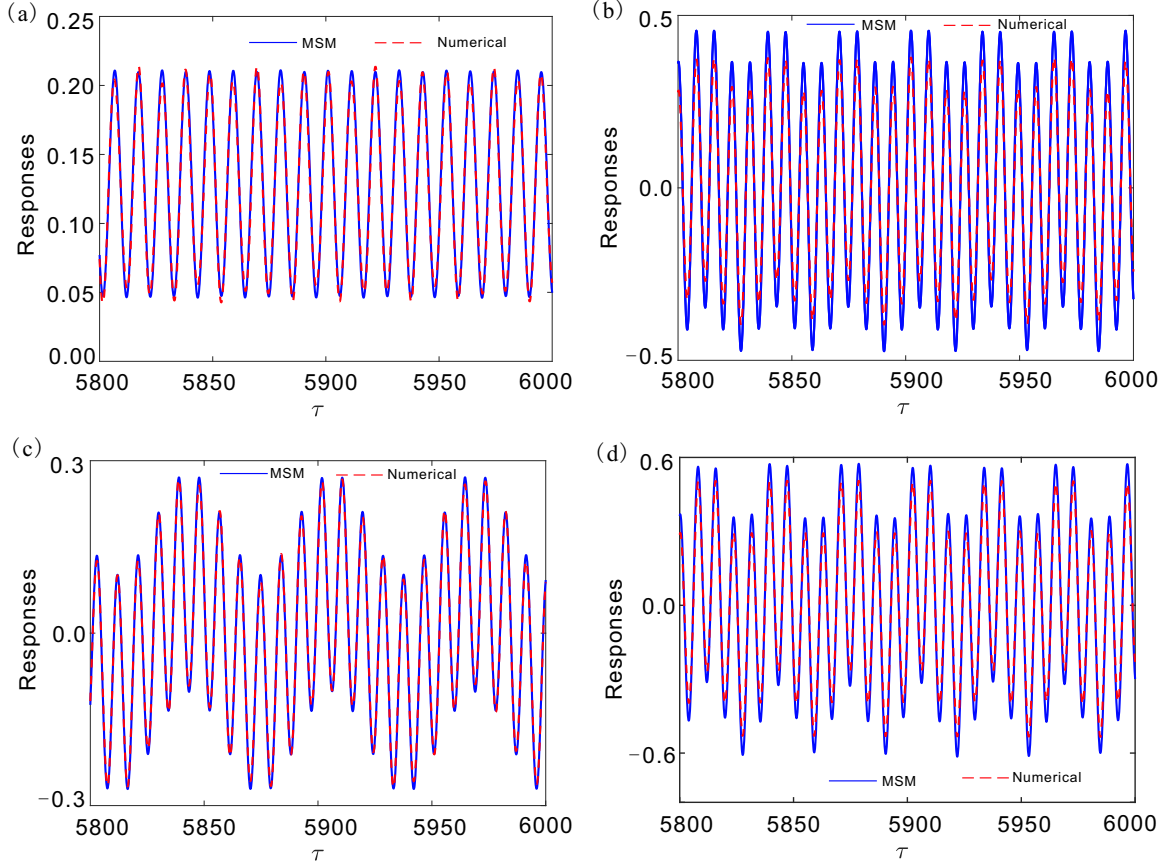 (a)
0.25
MSM Numerical
0.20
0.15
0.10
0.05
0.00
Responses
5800 5850 5900 5950 6000
τ
(b)
0.5
MSM Numerical
0.0
−0.5
Responses
5800 5850 5900 5950 6000
τ
(c)
0.3
MSM Numerical
0.0
−0.3
Responses
5800 5850 5900 5950 6000
τ
(d)
0.6
0.0
−0.6
Responses
MSM Numerical
5800 5850 5900 5950 6000
τ